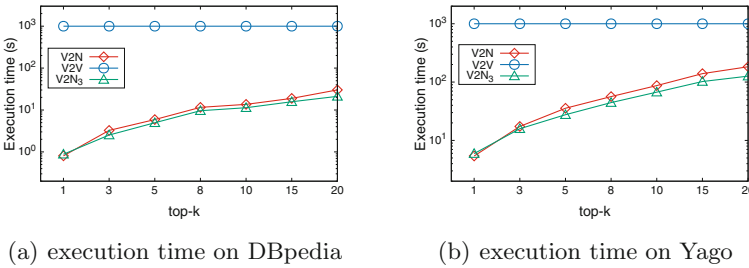 Execution time (s)
10³
10²
10¹
10⁰
V2N
V2V
V2N₃
1 3 5 8 10 15 20
top-k
(a) execution time on DBpedia
Execution time (s)
10³
10²
10¹
V2N
V2V
V2N₃
1 3 5 8 10 15 20
top-k
(b) execution time on Yago